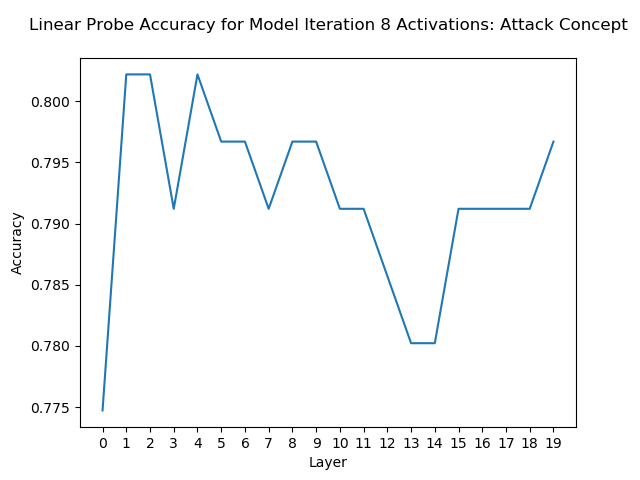 Linear Probe Accuracy for Model Iteration 8 Activations: Attack Concept
0.800
0.795
0.790
0.785
0.780
0.775
Accuracy
0 1 2 3 4 5 6 7 8 9 10 11 12 13 14 15 16 17 18 19
Layer